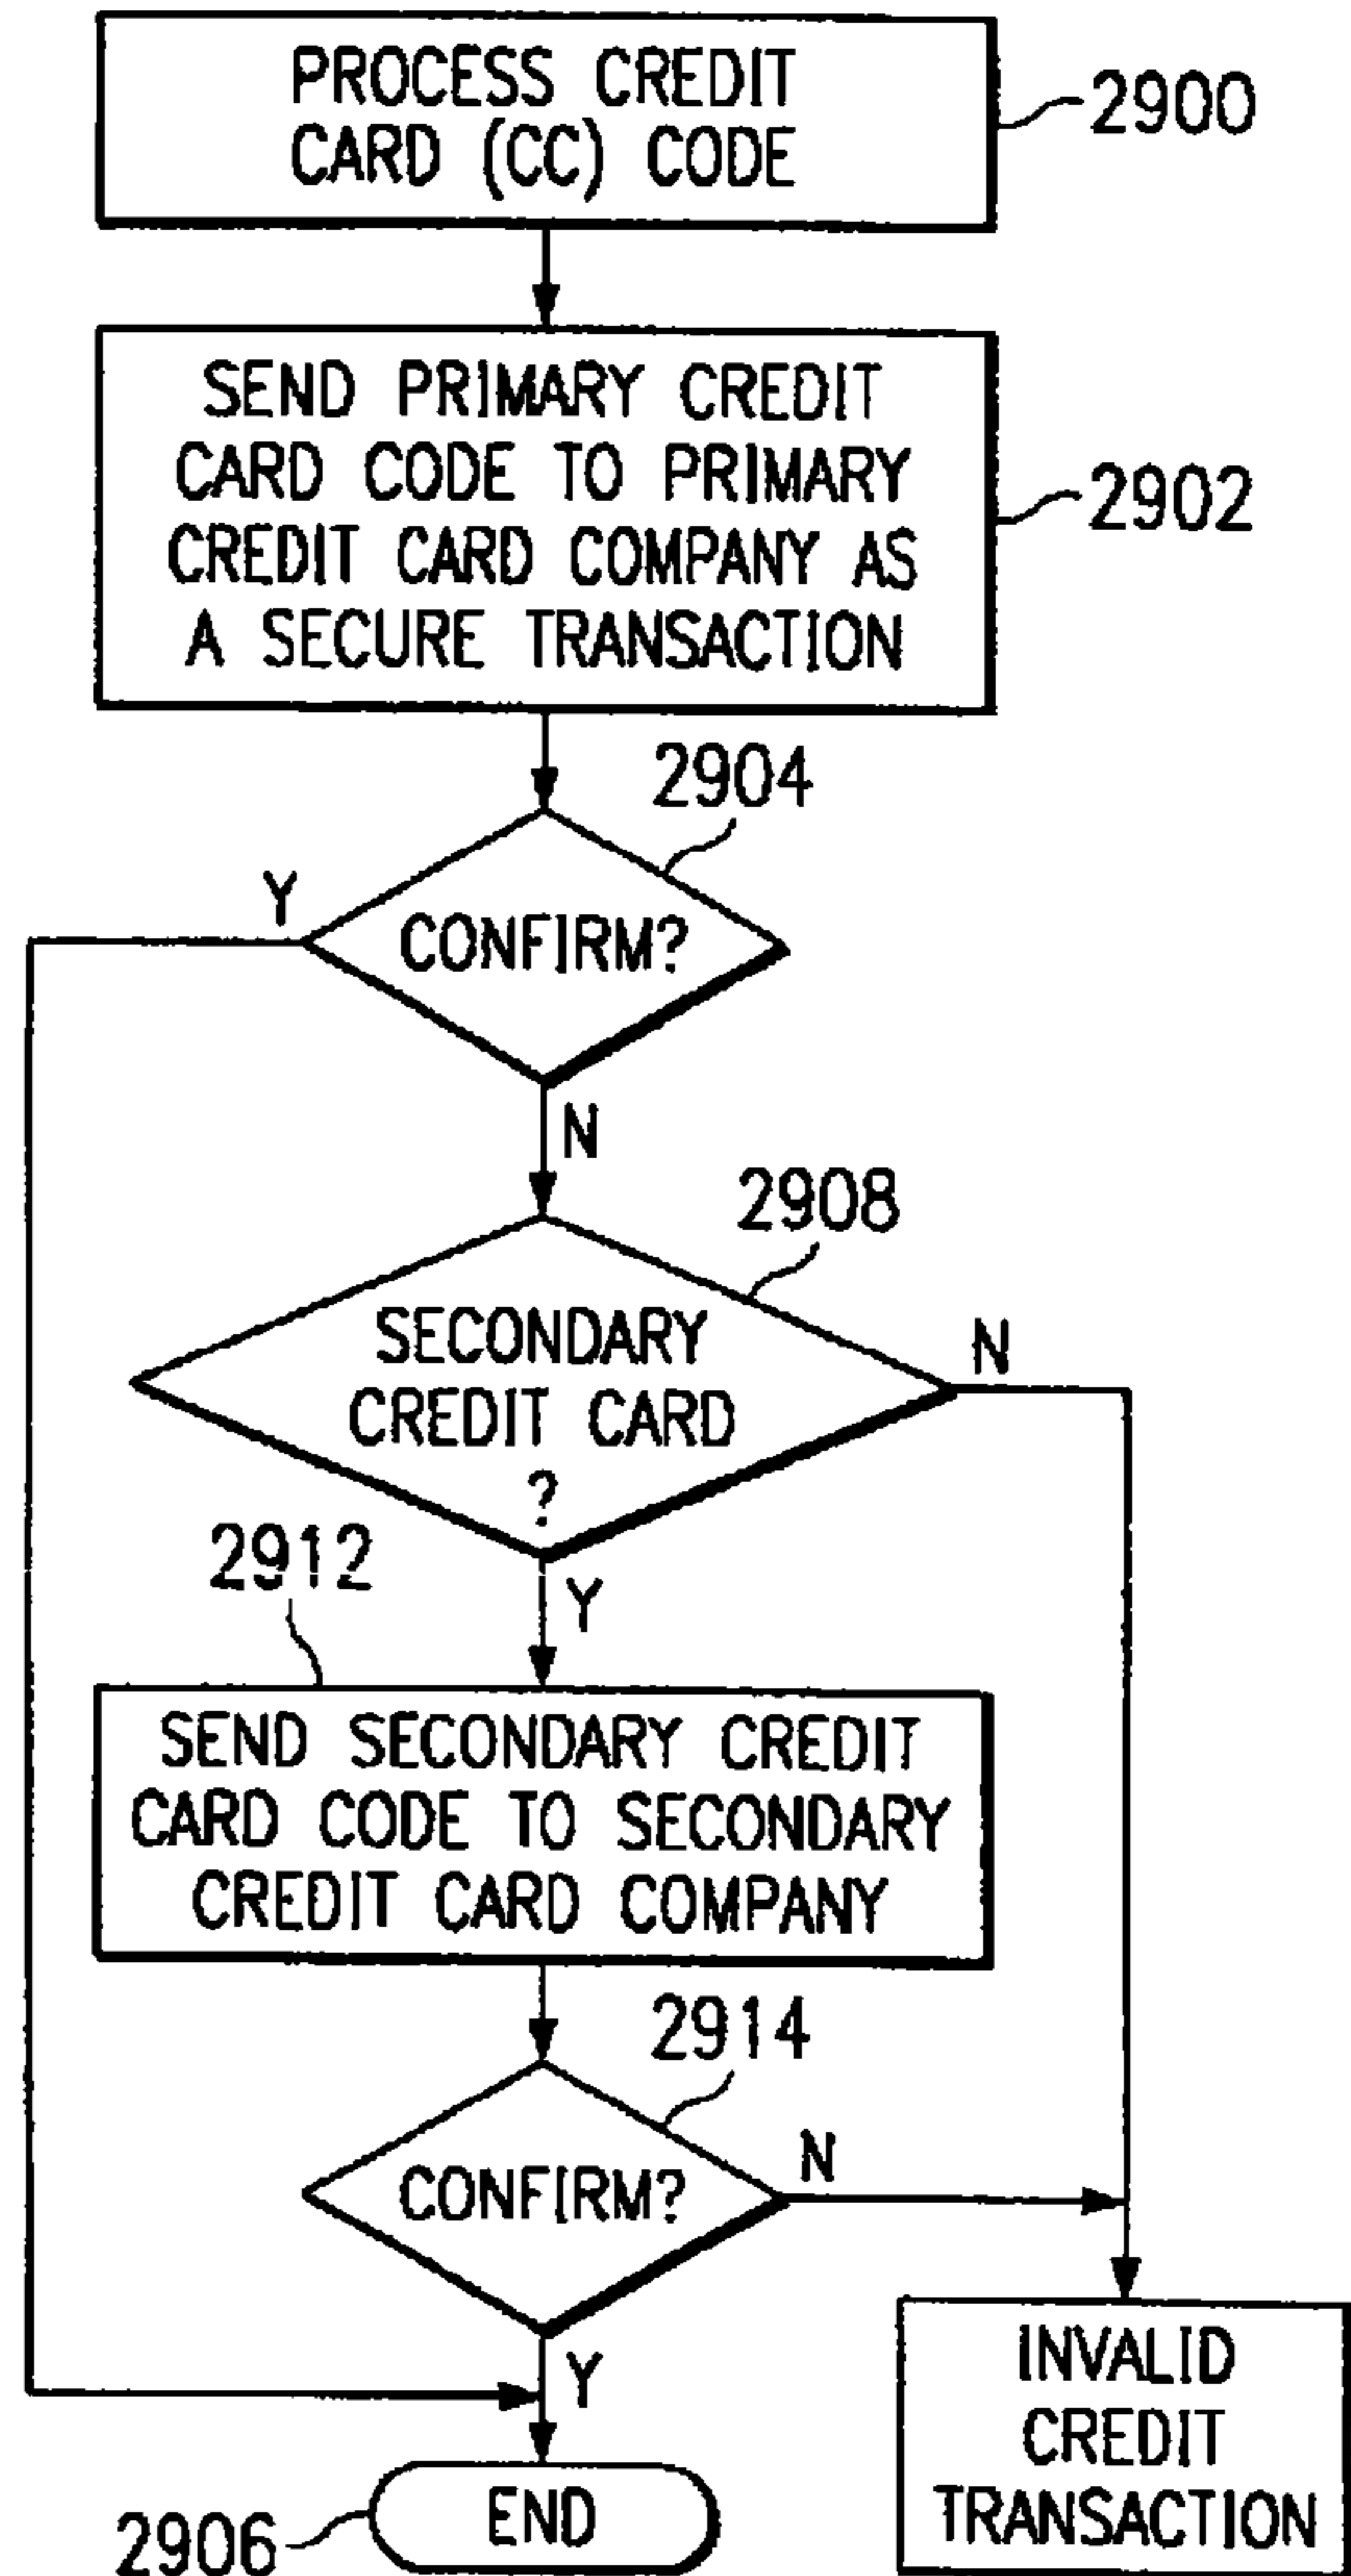 PROCESS CREDIT
CARD (CC) CODE
2900
SEND PRIMARY CREDIT
CARD CODE TO PRIMARY
CREDIT CARD COMPANY AS
A SECURE TRANSACTION
2902
2904
Y
CONFIRM?
N
2908
SECONDARY
CREDIT CARD
?
N
2912
Y
SEND SECONDARY CREDIT
CARD CODE TO SECONDARY
CREDIT CARD COMPANY
2914
CONFIRM?
N
Y
INVALID
CREDIT
TRANSACTION
END
2906